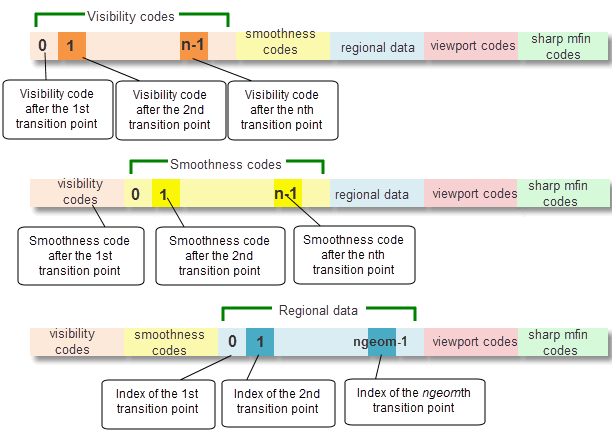 Visibility codes
0 1 n-1 smoothness codes regional data viewport codes sharp mfin codes
Visibility code after the 1st transition point
Visibility code after the 2nd transition point
Visibility code after the nth transition point
Smoothness codes
visibility codes 0 1 n-1 regional data viewport codes sharp mfin codes
Smoothness code after the 1st transition point
Smoothness code after the 2nd transition point
Smoothness code after the nth transition point
Regional data
visibility codes smoothness codes 0 1 ngeom-1 viewport codes sharp mfin codes
Index of the 1st transition point
Index of the 2nd transition point
Index of the ngeomth transition point